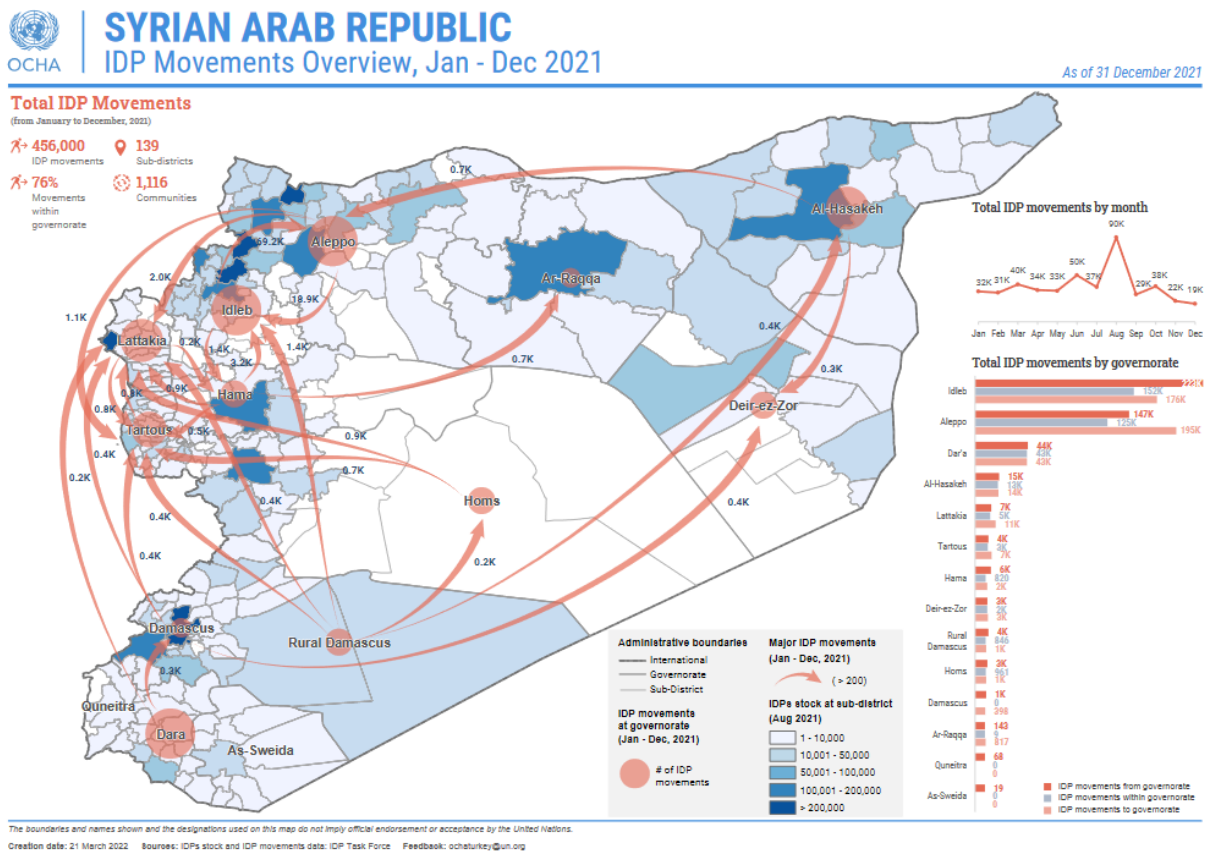 OCHA
SYRIAN ARAB REPUBLIC
IDP Movements Overview, Jan - Dec 2021
As of 31 December 2021
Total IDP Movements
(from January to December, 2021)
456,000
IDP movements
139
Sub-districts
76%
Movements
within
governorate
1,116
Communities
0.7K
Al-Hasakeh
69.2K
Aleppo
2.0K
Ar-Raqqa
18.9K
Idleb
1.1K
Lattakia
0.2K
1.4K
1.4K
0.4K
3.2K
0.7K
0.3K
0.9K
Hama
Deir-ez-Zor
0.8K
Tartous
0.5K
0.9K
0.4K
0.7K
0.2K
0.4K
Homs
0.4K
0.4K
0.4K
0.2K
Damascus
Rural Damascus
0.3K
Quneitra
Dara
As-Sweida
Total IDP movements by month
32K
31K
40K
34K
33K
50K
37K
90K
29K
38K
22K
19K
Jan Feb Mar Apr May Jun Jul Aug Sep Oct Nov Dec
Total IDP movements by governorate
Idleb
152K
176K
Aleppo
147K
125K
195K
Dar'a
44K
43K
43K
Al-Hasakeh
15K
13K
14K
Lattakia
7K
5K
11K
Tartous
4K
3K
7K
Hama
6K
820
2K
Deir-ez-Zor
3K
2K
3K
Rural
Damascus
4K
846
1K
Homs
3K
961
1K
Damascus
1K
0
398
Ar-Raqqa
143
9
817
Quneitra
68
0
0
As-Sweida
19
0
0
IDP movements from governorate
IDP movements within governorate
IDP movements to governorate
Administrative boundaries
International
Governorate
Sub-District
IDP movements
at governorate
(Jan - Dec, 2021)
# of IDP
movements
Major IDP movements
(Jan - Dec, 2021)
( > 200)
IDPs stock at sub-district
(Aug 2021)
1 - 10,000
10,001 - 50,000
50,001 - 100,000
100,001 - 200,000
> 200,000
The boundaries and names shown and the designations used on this map do not imply official endorsement or acceptance by the United Nations.
Creation date: 21 March 2022 Sources: IDPs stock and IDP movements data: IDP Task Force Feedback: ochaturkey@un.org